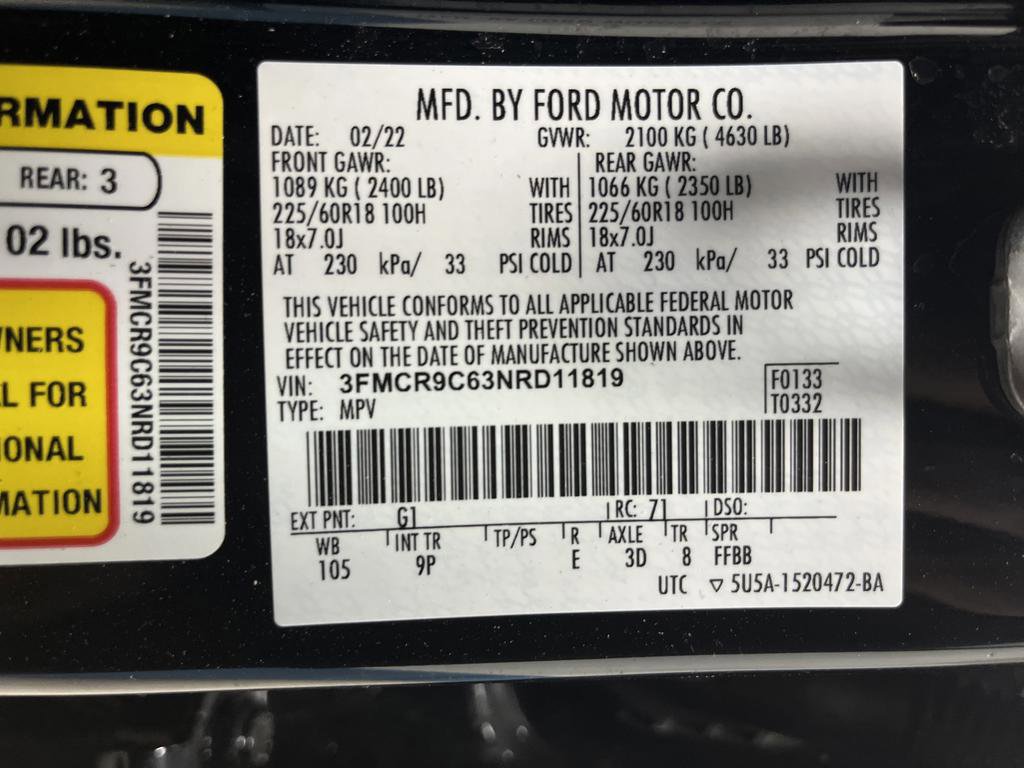 RMATION
REAR: 3
02 lbs.
NERS
L FOR
IONAL
MATION
3FMCR9C63NRD11819
MFD. BY FORD MOTOR CO.
DATE: 02/22 GVWR: 2100 KG ( 4630 LB)
FRONT GAWR: REAR GAWR:
1089 KG ( 2400 LB) WITH 1066 KG ( 2350 LB) WITH
225/60R18 100H TIRES 225/60R18 100H TIRES
18x7.0J RIMS 18x7.0J RIMS
AT 230 kPa/ 33 PSI COLD AT 230 kPa/ 33 PSI COLD
THIS VEHICLE CONFORMS TO ALL APPLICABLE FEDERAL MOTOR
VEHICLE SAFETY AND THEFT PREVENTION STANDARDS IN
EFFECT ON THE DATE OF MANUFACTURE SHOWN ABOVE.
VIN: 3FMCR9C63NRD11819 F0133
TYPE: MPV T0332
EXT PNT: G1 RC: 71 DSO:
WB INT TR TP/PS R AXLE TR SPR
105 9P E 3D 8 FFBB
UTC ▽ 5U5A-1520472-BA